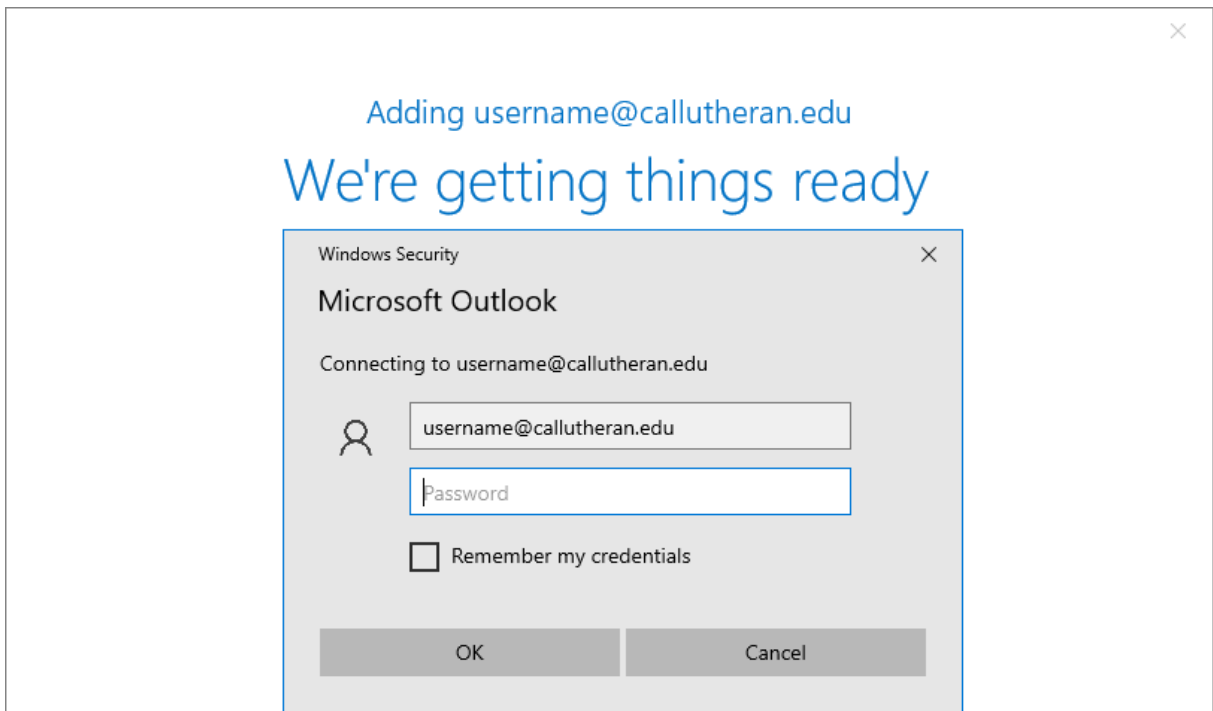 Adding username@callutheran.edu
We're getting things ready
Windows Security
Microsoft Outlook
Connecting to username@callutheran.edu
username@callutheran.edu
Password
Remember my credentials
OK Cancel